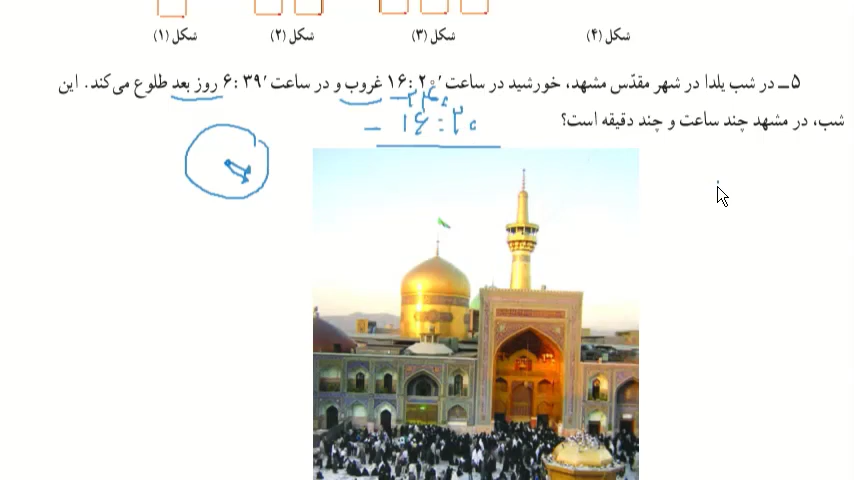 شکل (۱) شکل (۲) شکل (۳) شکل (۴)
۵ــ در شب یلدا در شهر مقدّس مشهد، خورشید در ساعت ′۲۰ :۱۶ غروب و در ساعت ′۳۹ :۶ روز بعد طلوع می‌کند. این
شب، در مشهد چند ساعت و چند دقیقه است؟
− ۱۶:۲۰